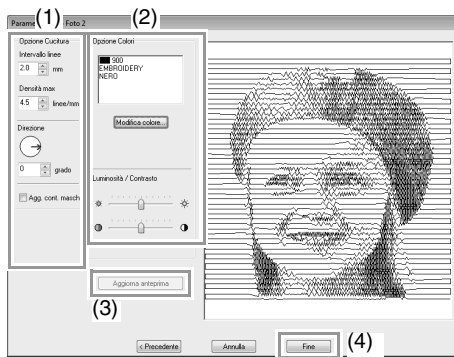 Parame
(1)
Foto 2
(2)
Opzione Cucitura
Intervallo linee
2.0 mm
Densità max
4.5 linee/mm
Direzione
0 grado
Agg. cont. masch
Opzione Colori
900
EMBROIDERY
NERO
Modifica colore...
Luminosità / Contrasto
Aggiorna anteprima
(3)
< Precedente
Annulla
Fine
(4)